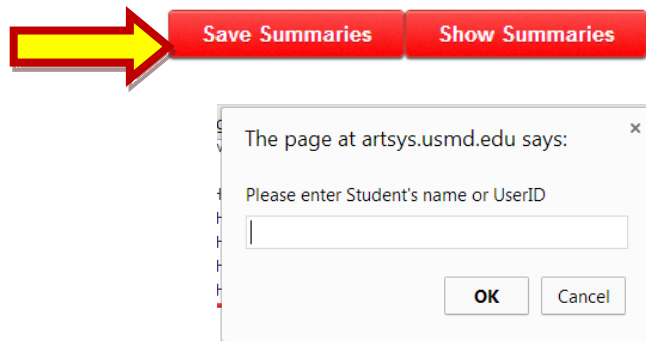 Save Summaries Show Summaries
The page at artsys.usmd.edu says:
×
Please enter Student's name or UserID
OK Cancel